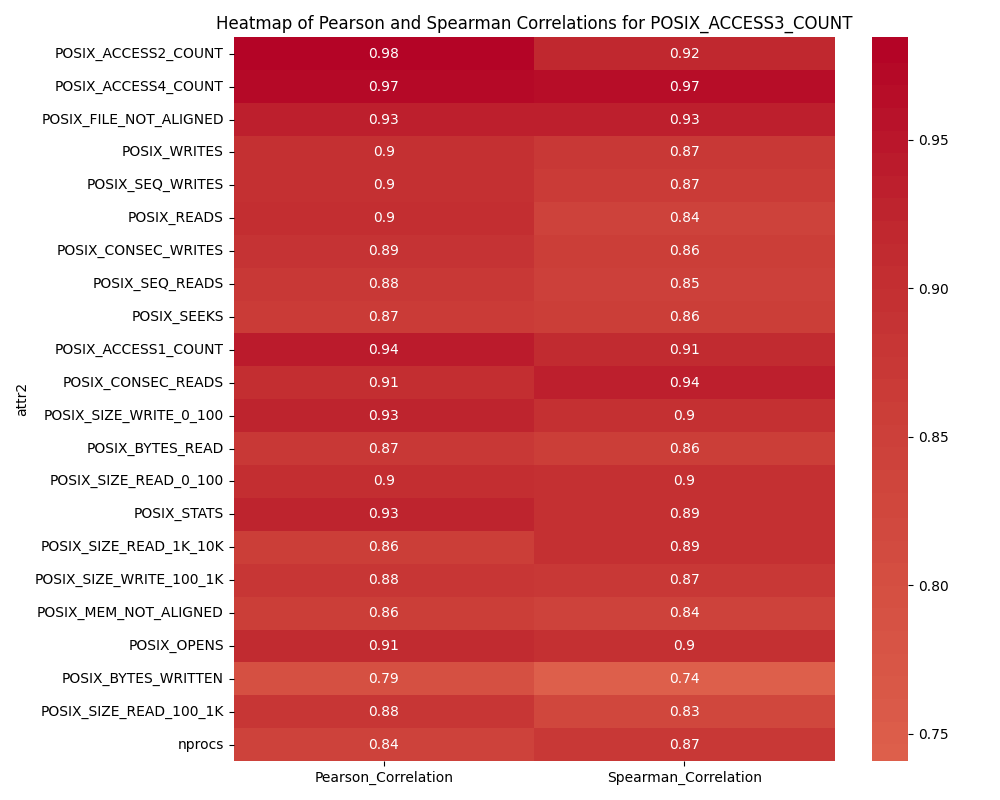 Heatmap of Pearson and Spearman Correlations for POSIX_ACCESS3_COUNT
attr2
POSIX_ACCESS2_COUNT 0.98 0.92
POSIX_ACCESS4_COUNT 0.97 0.97
POSIX_FILE_NOT_ALIGNED 0.93 0.93
POSIX_WRITES 0.9 0.87
POSIX_SEQ_WRITES 0.9 0.87
POSIX_READS 0.9 0.84
POSIX_CONSEC_WRITES 0.89 0.86
POSIX_SEQ_READS 0.88 0.85
POSIX_SEEKS 0.87 0.86
POSIX_ACCESS1_COUNT 0.94 0.91
POSIX_CONSEC_READS 0.91 0.94
POSIX_SIZE_WRITE_0_100 0.93 0.9
POSIX_BYTES_READ 0.87 0.86
POSIX_SIZE_READ_0_100 0.9 0.9
POSIX_STATS 0.93 0.89
POSIX_SIZE_READ_1K_10K 0.86 0.89
POSIX_SIZE_WRITE_100_1K 0.88 0.87
POSIX_MEM_NOT_ALIGNED 0.86 0.84
POSIX_OPENS 0.91 0.9
POSIX_BYTES_WRITTEN 0.79 0.74
POSIX_SIZE_READ_100_1K 0.88 0.83
nprocs 0.84 0.87
Pearson_Correlation Spearman_Correlation
0.95
0.90
0.85
0.80
0.75